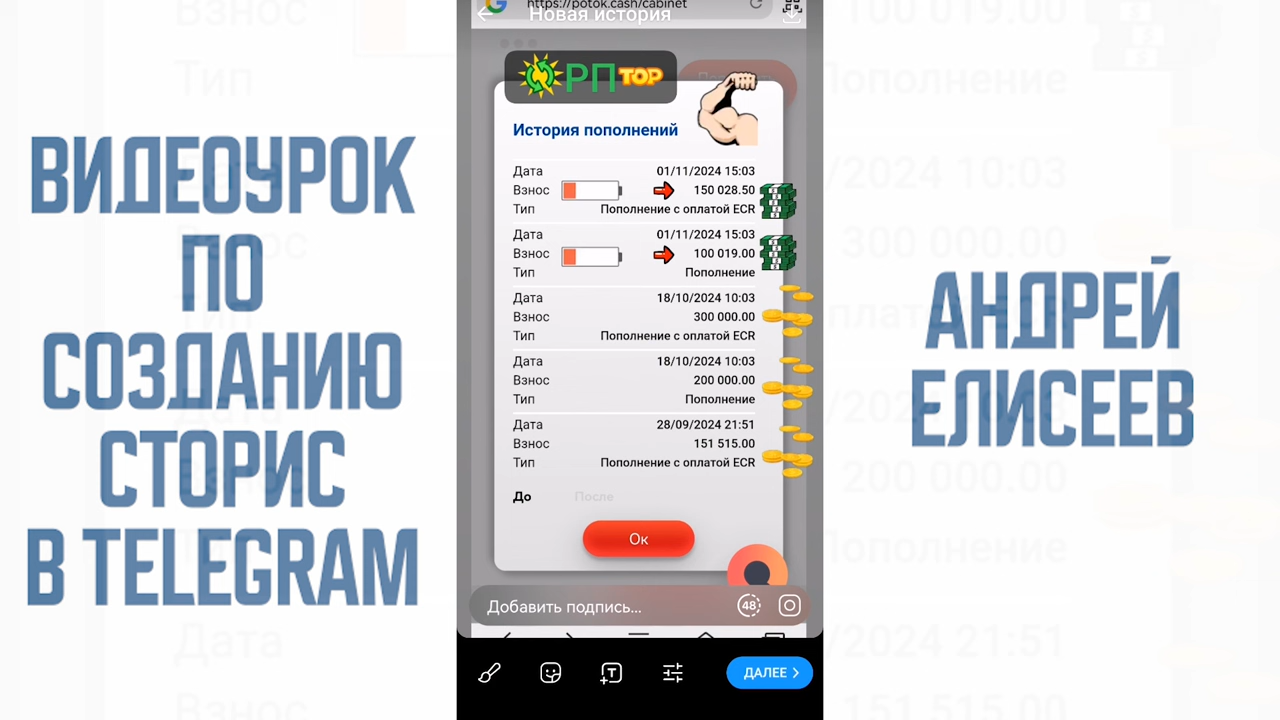 ВИДЕОУРОК
ПО
СОЗДАНИЮ
СТОРИС
В TELEGRAM
https://potok.cash/cabinet
Новая история
РП TOP
История пополнений
Дата 01/11/2024 15:03
Взнос 150 028.50
Тип Пополнение с оплатой ECR
Дата 01/11/2024 15:03
Взнос 100 019.00
Тип Пополнение
Дата 18/10/2024 10:03
Взнос 300 000.00
Тип Пополнение с оплатой ECR
Дата 18/10/2024 10:03
Взнос 200 000.00
Тип Пополнение
Дата 28/09/2024 21:51
Взнос 151 515.00
Тип Пополнение с оплатой ECR
До После
Ок
Добавить подпись...
48
ДАЛЕЕ
АНДРЕЙ
ЕЛИСЕЕВ